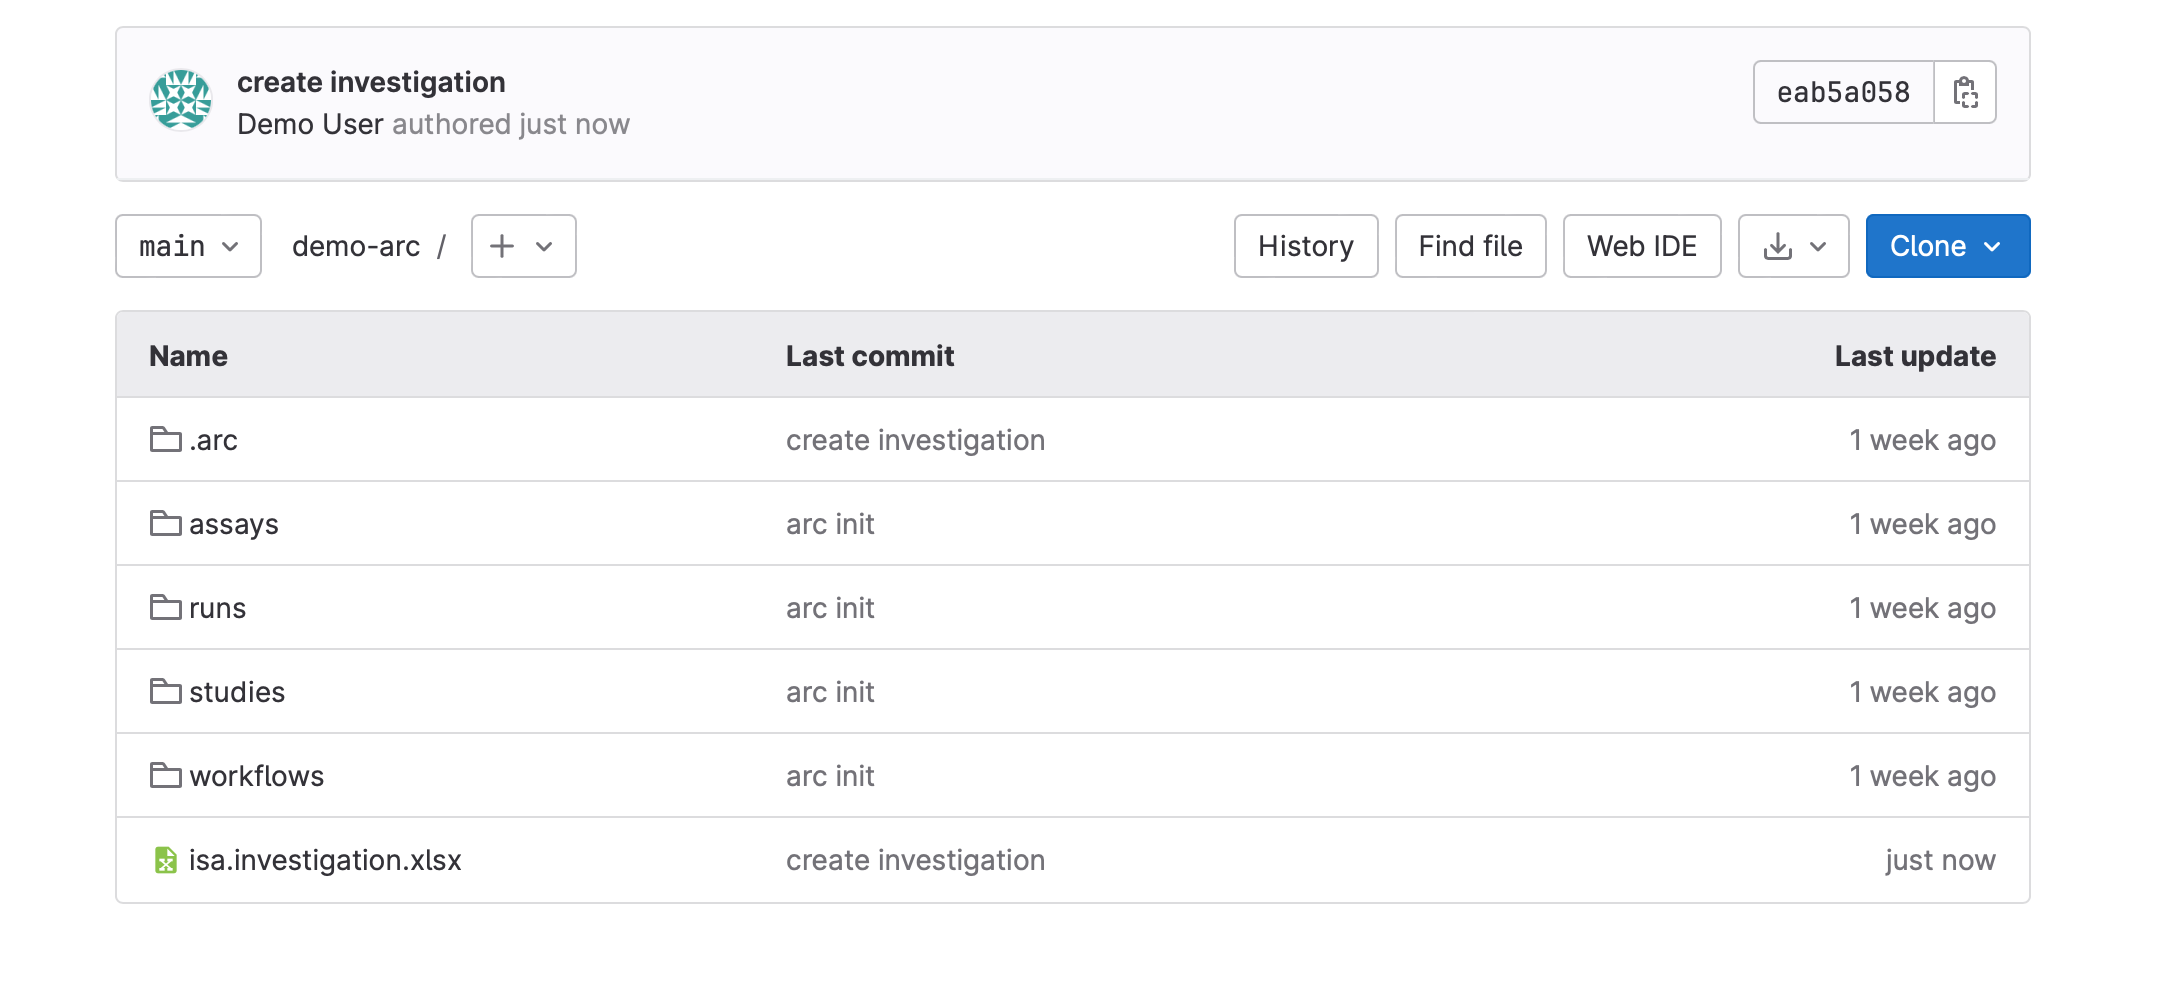 create investigation
Demo User authored just now
eab5a058
main demo-arc / + History Find file Web IDE Clone
Name Last commit Last update
.arc create investigation 1 week ago
assays arc init 1 week ago
runs arc init 1 week ago
studies arc init 1 week ago
workflows arc init 1 week ago
isa.investigation.xlsx create investigation just now